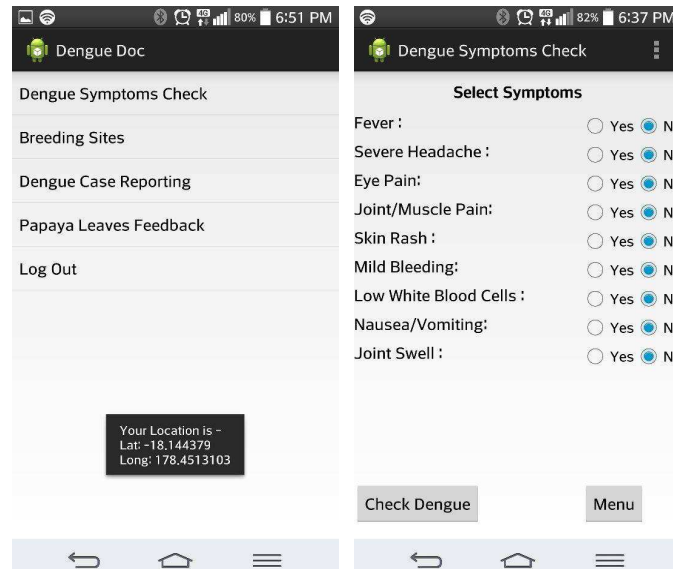 4G 80% 6:51 PM
Dengue Doc
Dengue Symptoms Check
Breeding Sites
Dengue Case Reporting
Papaya Leaves Feedback
Log Out
Your Location is -
Lat: -18.144379
Long: 178.4513103
4G 82% 6:37 PM
Dengue Symptoms Check
Select Symptoms
Fever : Yes N
Severe Headache : Yes N
Eye Pain: Yes N
Joint/Muscle Pain: Yes N
Skin Rash : Yes N
Mild Bleeding: Yes N
Low White Blood Cells : Yes N
Nausea/Vomiting: Yes N
Joint Swell : Yes N
Check Dengue Menu